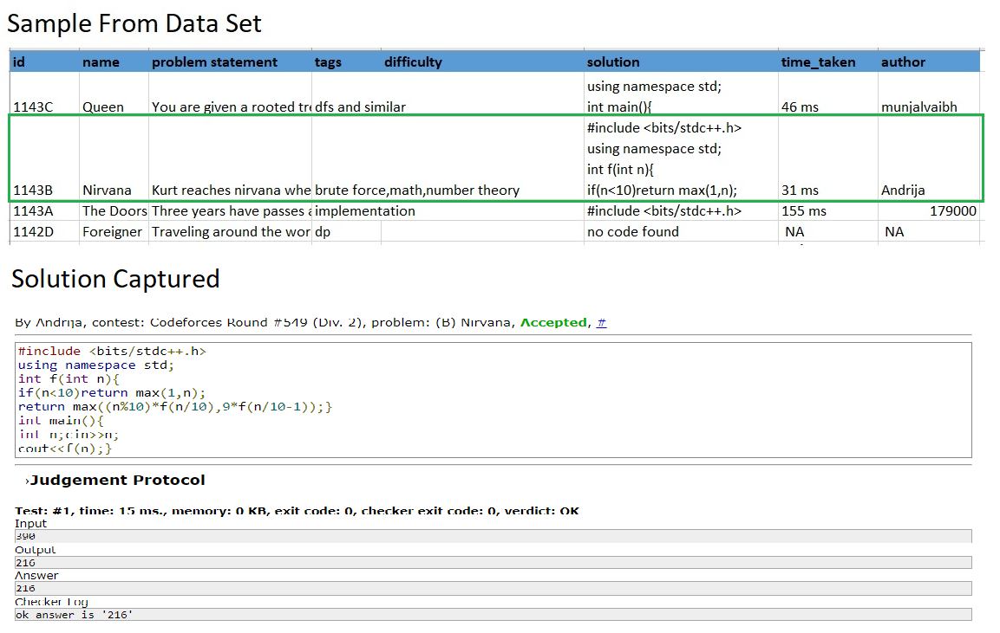 Sample From Data Set
id name problem statement tags difficulty solution time_taken author
using namespace std;
1143C Queen You are given a rooted tre dfs and similar int main(){ 46 ms munjalvaibh
#include <bits/stdc++.h>
using namespace std;
int f(int n){
1143B Nirvana Kurt reaches nirvana whe brute force,math,number theory if(n<10)return max(1,n); 31 ms Andrija
1143A The Doors Three years have passes a implementation #include <bits/stdc++.h> 155 ms 179000
1142D Foreigner Traveling around the wor dp no code found NA NA
Solution Captured
By Andrija, contest: Codeforces Round #549 (Div. 2), problem: (B) Nirvana, Accepted, #
#include <bits/stdc++.h>
using namespace std;
int f(int n){
if(n<10)return max(1,n);
return max((n%10)*f(n/10),9*f(n/10-1));}
int main(){
int n;cin>>n;
cout<<f(n);}
›Judgement Protocol
Test: #1, time: 15 ms., memory: 0 KB, exit code: 0, checker exit code: 0, verdict: OK
Input
390
Output
216
Answer
216
Checker Log
ok answer is '216'